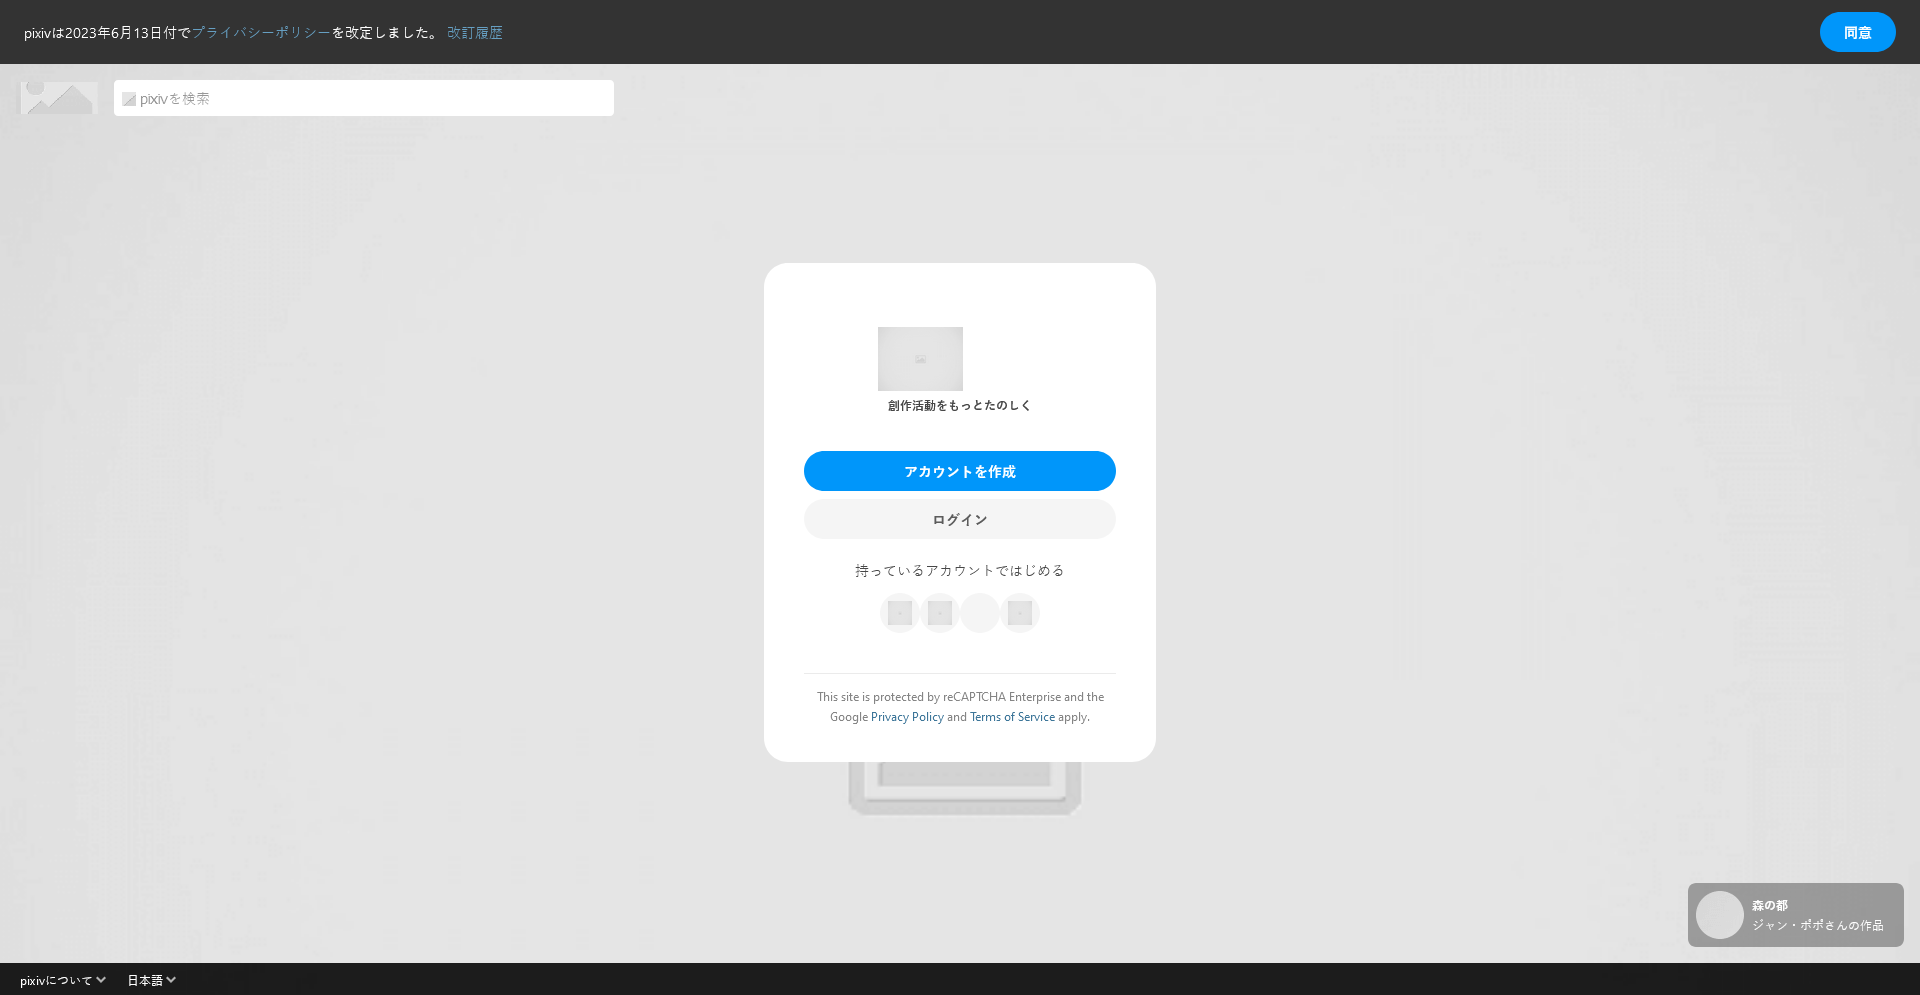 pixivは2023年6月13日付でプライバシーポリシーを改定しました。 改訂履歴
同意
pixivを検索
創作活動をもっとたのしく
アカウントを作成
ログイン
持っているアカウントではじめる
This site is protected by reCAPTCHA Enterprise and the
Google Privacy Policy and Terms of Service apply.
森の都
ジャン・ポポさんの作品
pixivについて 日本語